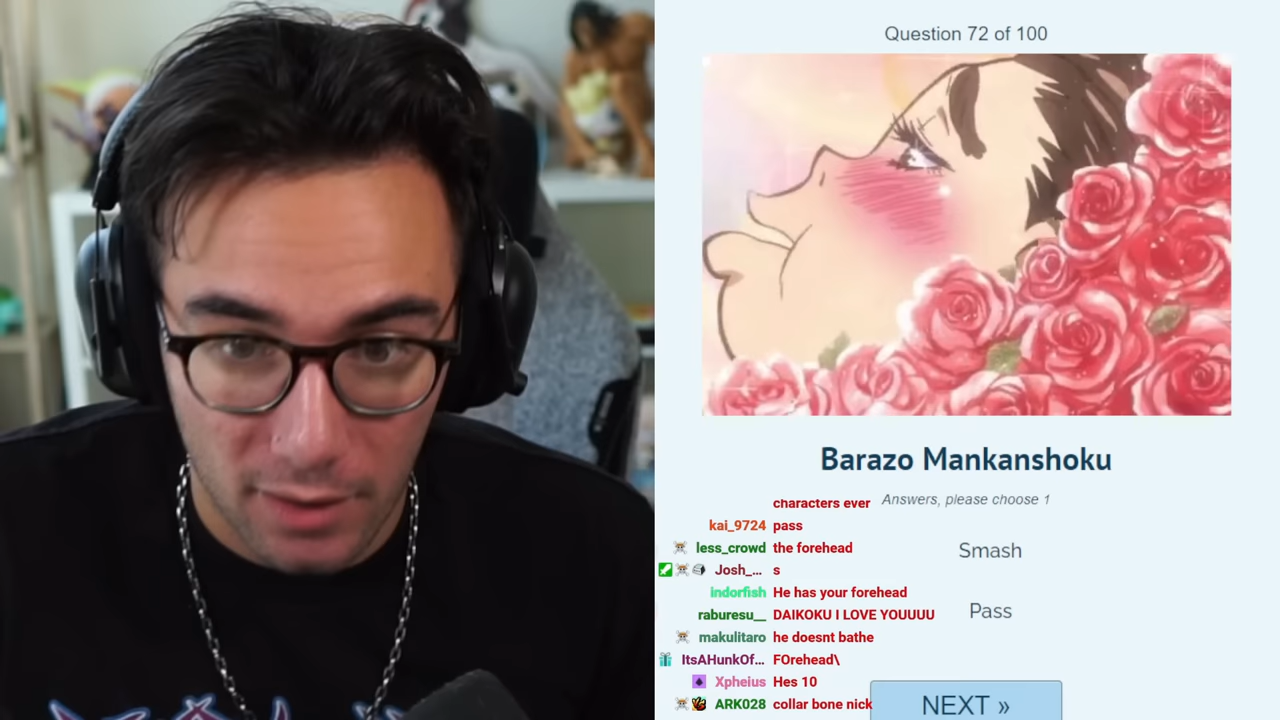 Question 72 of 100
Barazo Mankanshoku
Answers, please choose 1
Smash
Pass
NEXT »
characters ever
kai_9724 pass
less_crowd the forehead
Josh_... s
indorfish He has your forehead
raburesu__ DAIKOKU I LOVE YOUUUU
makulitaro he doesnt bathe
ItsAHunkOf... FOrehead\
Xpheius Hes 10
ARK028 collar bone nick